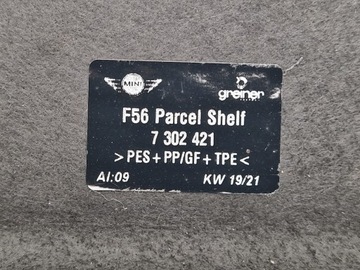 MINI
greiner
F56 Parcel Shelf
7 302 421
>PES+PP/GF+TPE<
AI:09 KW 19/21